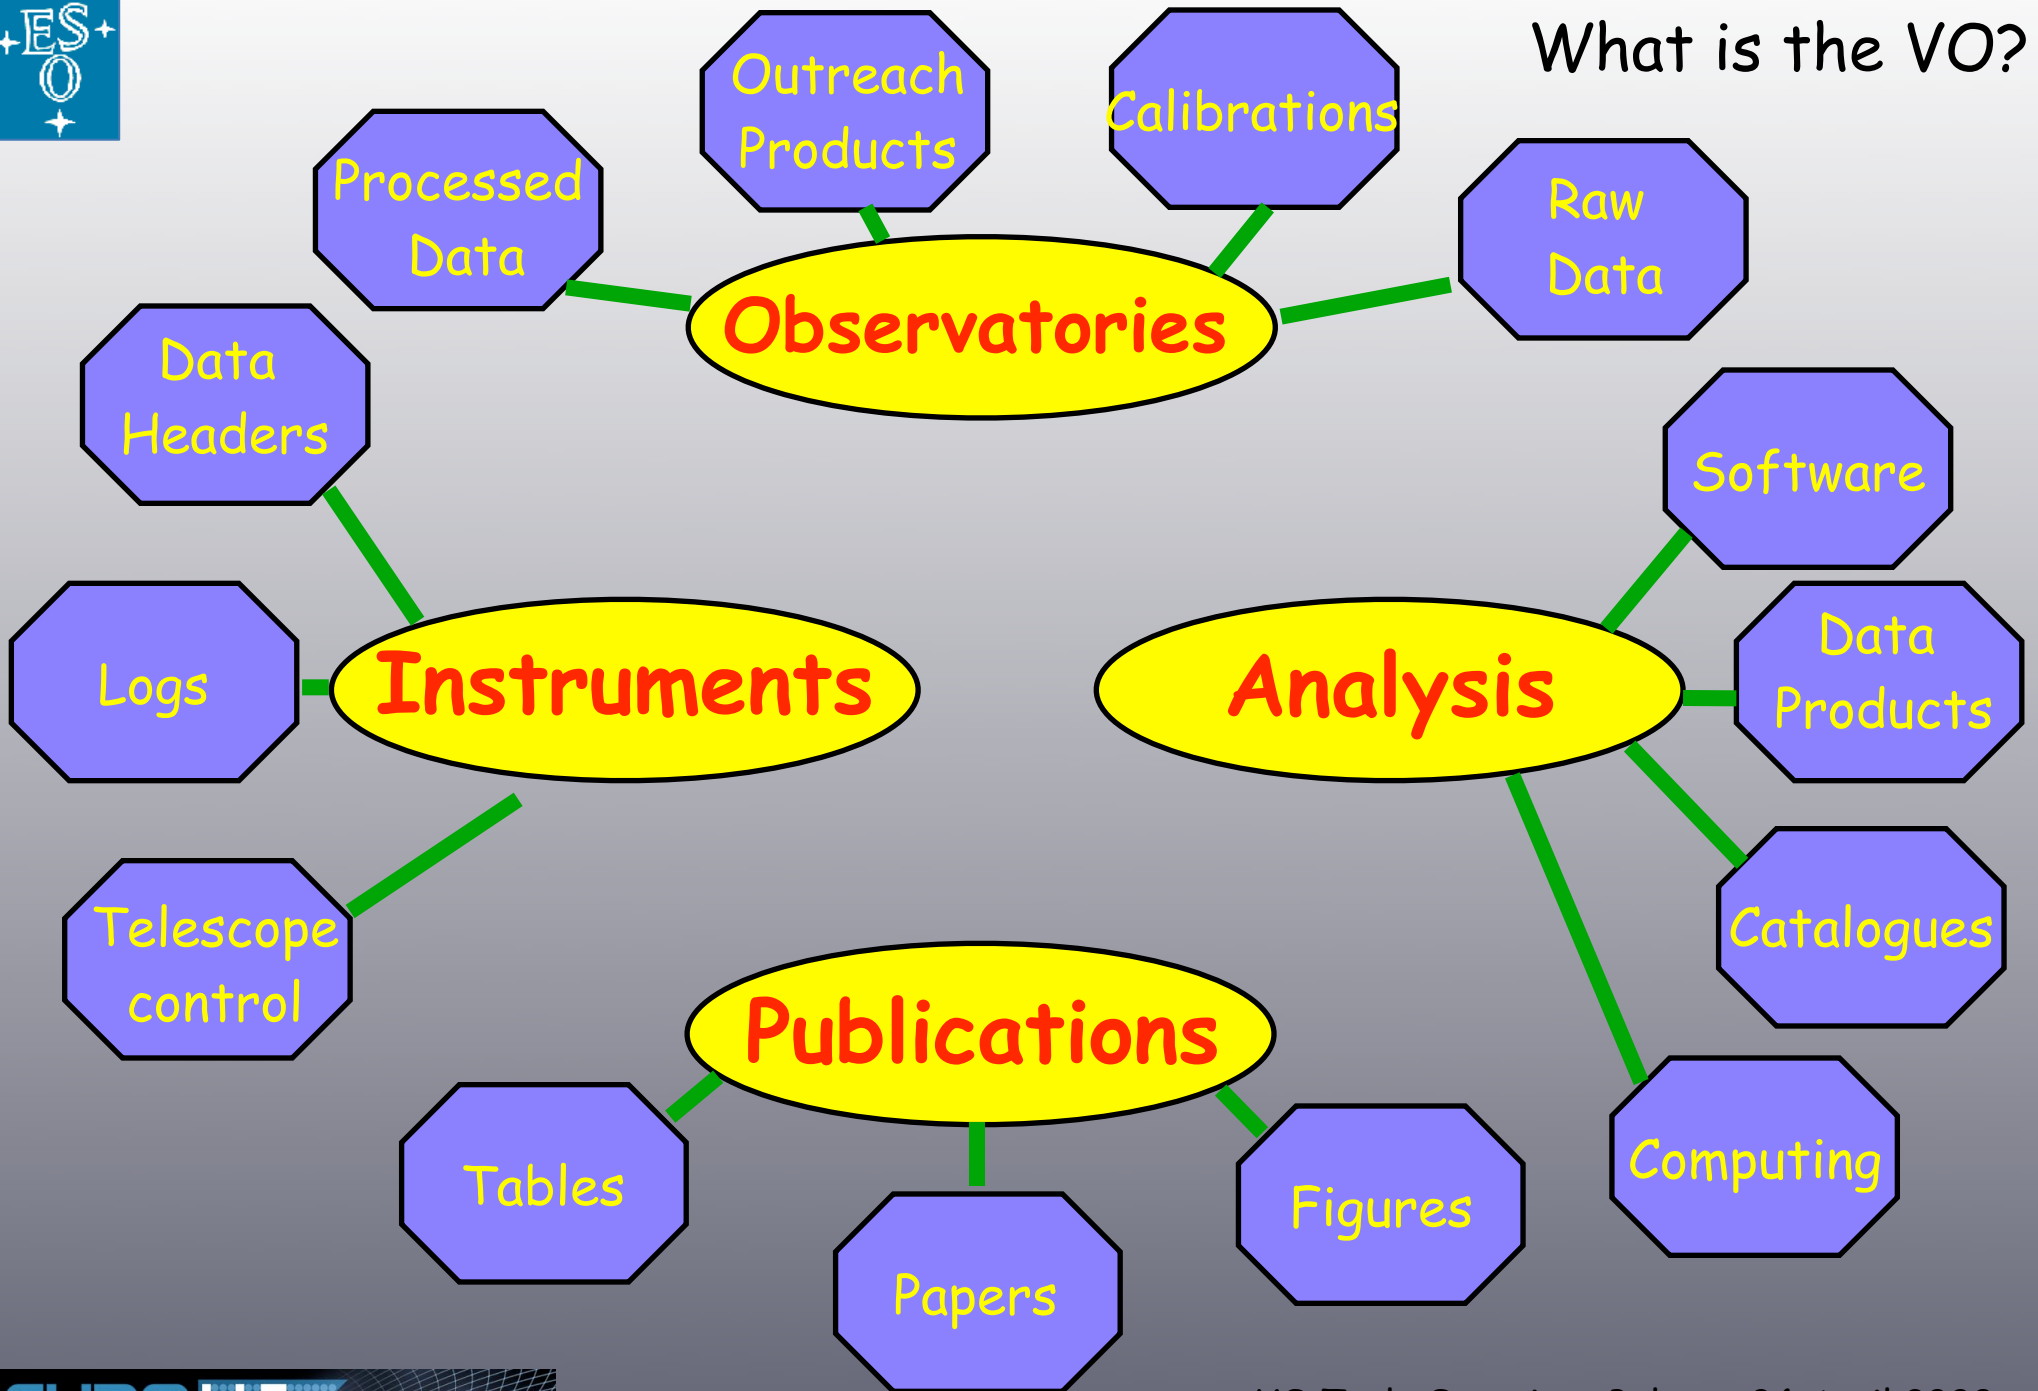 ES
O
What is the VO?
Outreach
Products
Calibrations
Processed
Data
Raw
Data
Observatories
Data
Headers
Software
Logs
Instruments
Analysis
Data
Products
Telescope
control
Catalogues
Publications
Tables
Papers
Figures
Computing